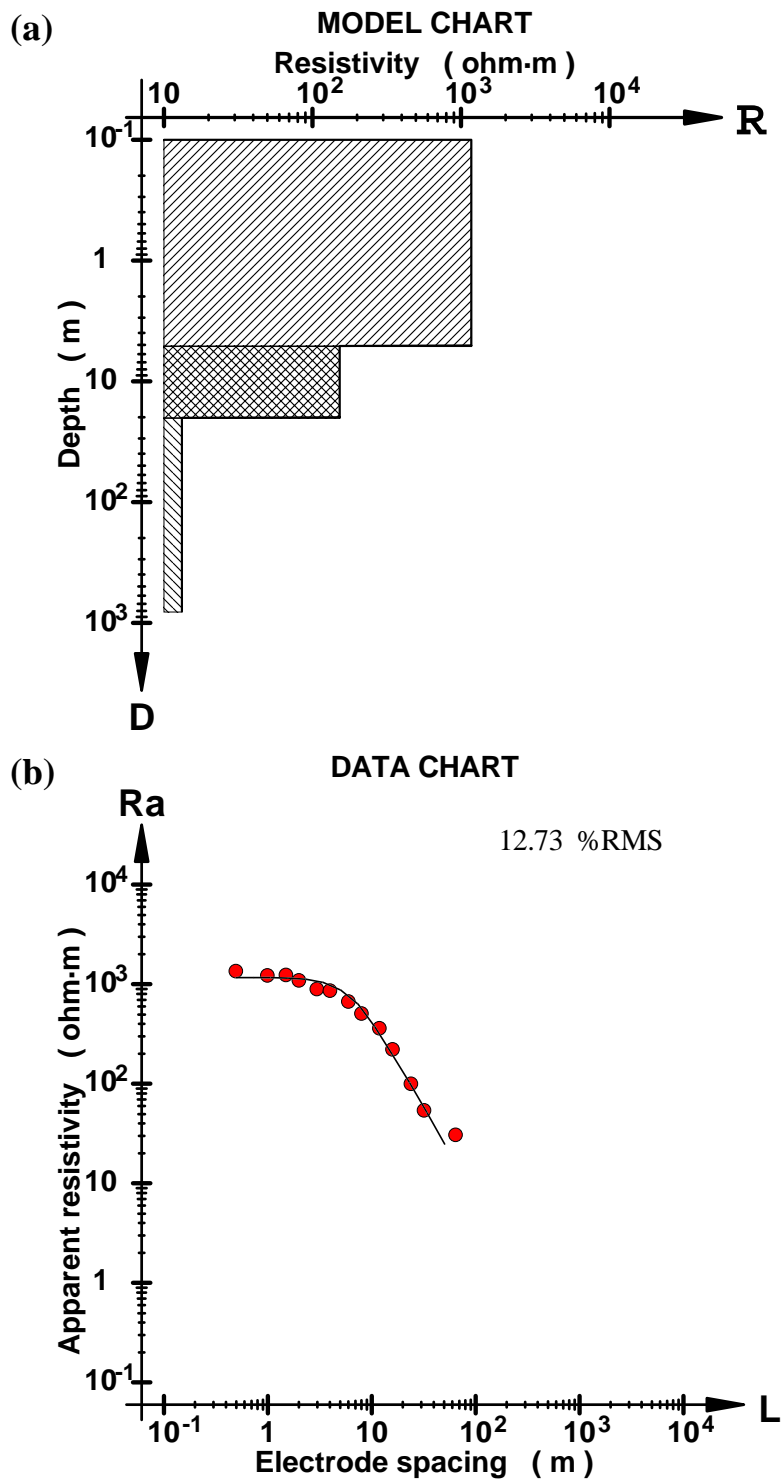 (a)
MODEL CHART
Resistivity ( ohm·m )
10 10² 10³ 10⁴
R
10⁻¹
1
10
10²
10³
Depth ( m )
D
(b)
DATA CHART
Ra
12.73 %RMS
10⁴
10³
10²
10
1
10⁻¹
Apparent resistivity ( ohm·m )
L
10⁻¹ 1 10 10² 10³ 10⁴
Electrode spacing ( m )